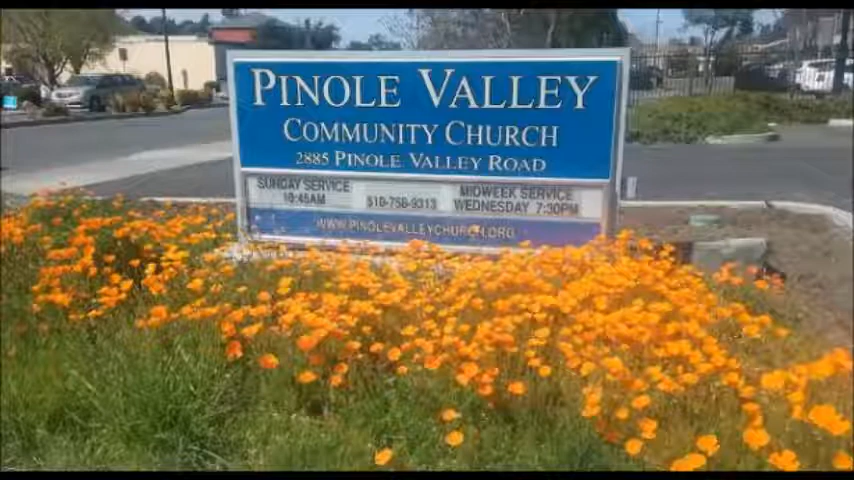 PINOLE VALLEY
COMMUNITY CHURCH
2885 PINOLE VALLEY ROAD
SUNDAY SERVICE
10:45AM
510-758-9313
MIDWEEK SERVICE
WEDNESDAY 7:30PM
WWW.PINOLEVALLEYCHURCH.ORG